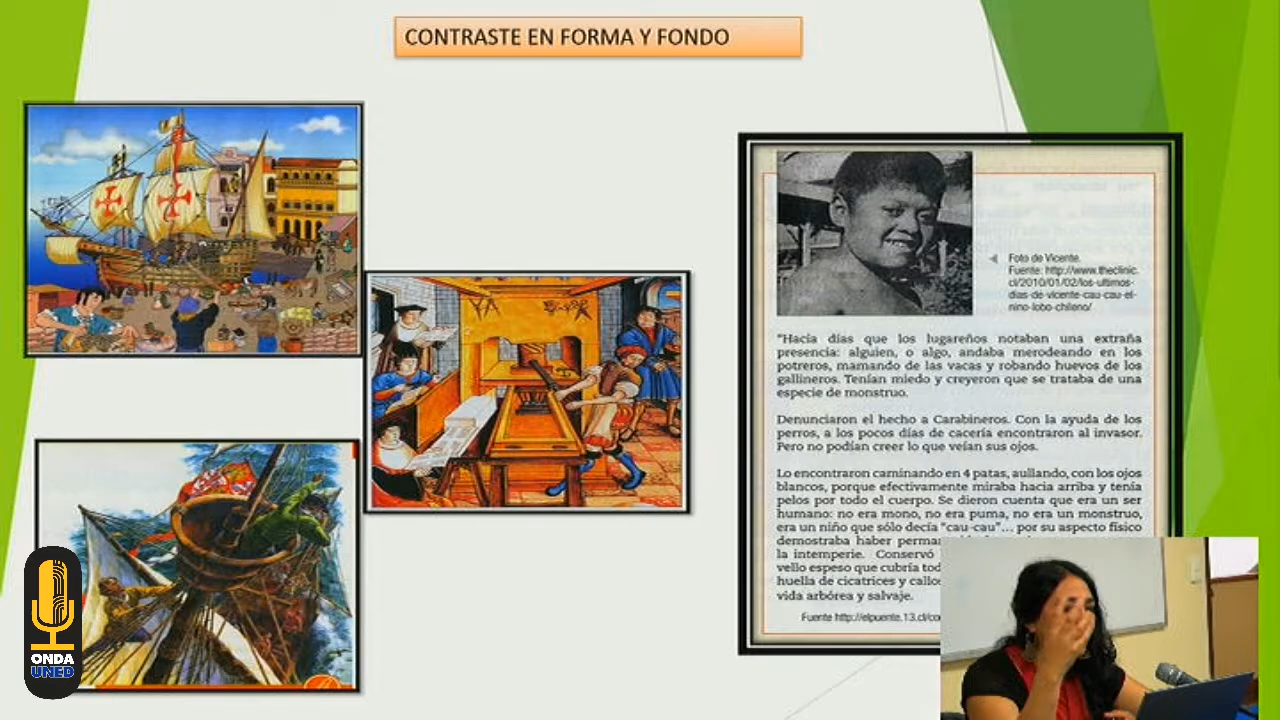 CONTRASTE EN FORMA Y FONDO
Foto de Vicente.
Fuente: http://www.theclinic.
cl/2010/01/02/los-ultimos-
dias-de-vicente-cau-cau-el-
nino-lobo-chileno/
"Hacía días que los lugareños notaban una extraña
presencia: alguien, o algo, andaba merodeando en los
potreros, mamando de las vacas y robando huevos de los
gallineros. Tenían miedo y creyeron que se trataba de una
especie de monstruo.
Denunciaron el hecho a Carabineros. Con la ayuda de los
perros, a los pocos días de cacería encontraron al invasor.
Pero no podían creer lo que veían sus ojos.
Lo encontraron caminando en 4 patas, aullando, con los ojos
blancos, porque efectivamente miraba hacia arriba y tenía
pelos por todo el cuerpo. Se dieron cuenta que era un ser
humano: no era mono, no era puma, no era un monstruo,
era un niño que sólo decía "cau-cau"... por su aspecto físico
demostraba haber perma
la intemperie. Conservó
vello espeso que cubría tod
huella de cicatrices y callos
vida arbórea y salvaje.
Fuente http://elpuente.13.cl/co
ONDA
UNED